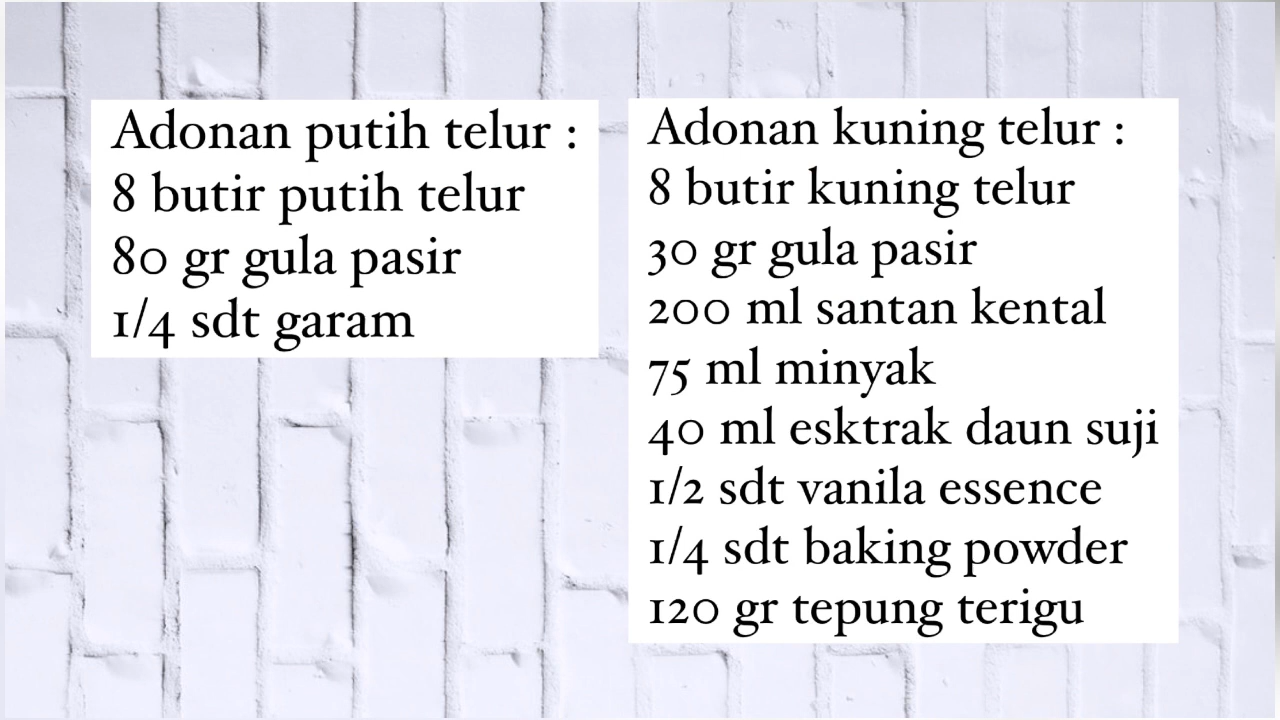 Adonan putih telur :
8 butir putih telur
80 gr gula pasir
1/4 sdt garam
Adonan kuning telur :
8 butir kuning telur
30 gr gula pasir
200 ml santan kental
75 ml minyak
40 ml esktrak daun suji
1/2 sdt vanila essence
1/4 sdt baking powder
120 gr tepung terigu